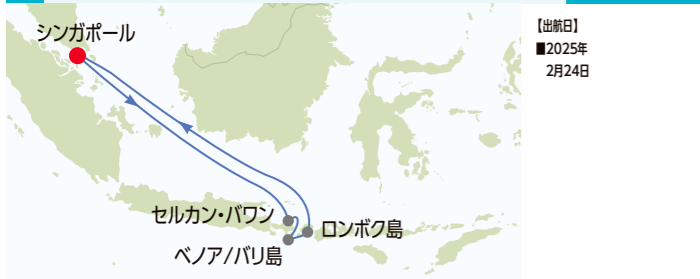 シンガポール
【出航日】
■2025年
2月24日
セルカン・バワン
ロンボク島
ベノア/バリ島